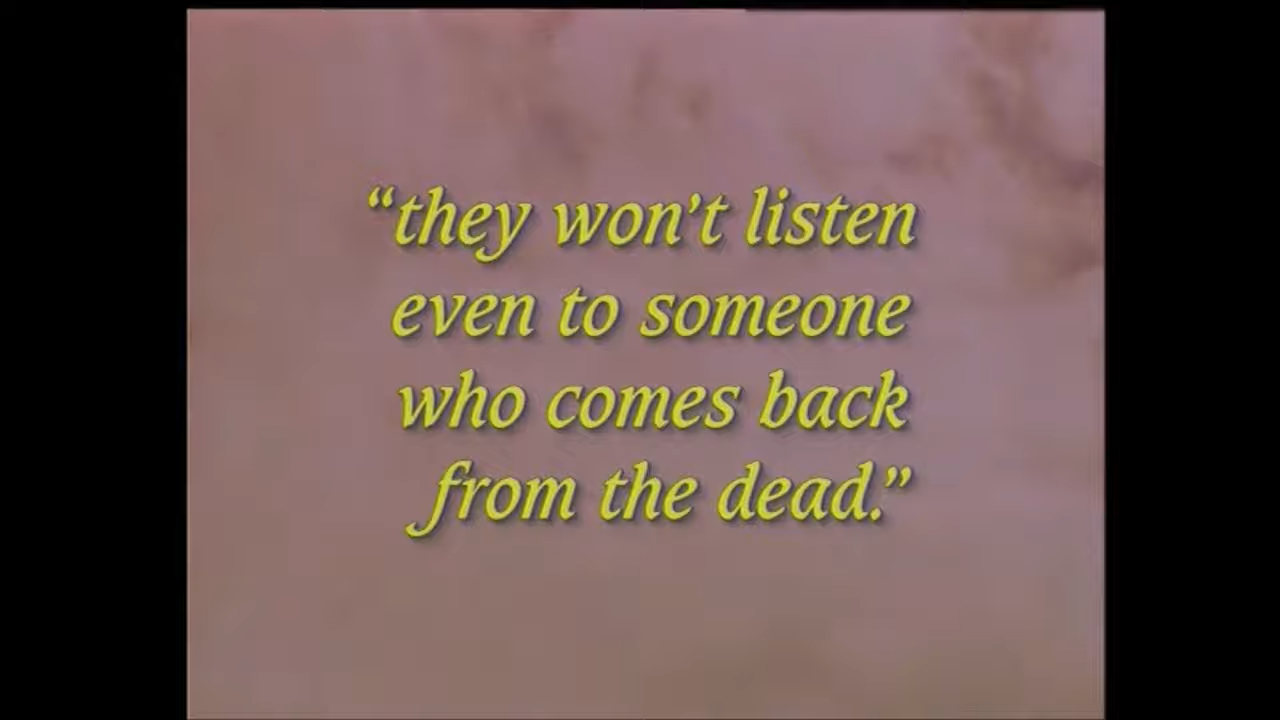 “they won’t listen
even to someone
who comes back
from the dead.”